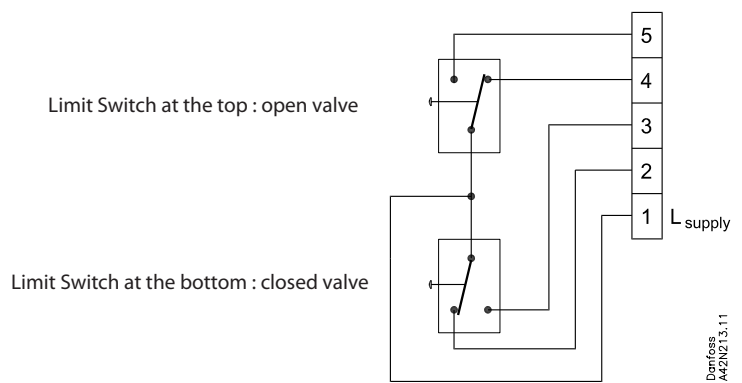 5
4
Limit Switch at the top : open valve
3
2
1 L supply
Limit Switch at the bottom : closed valve
Danfoss
A42N213.11